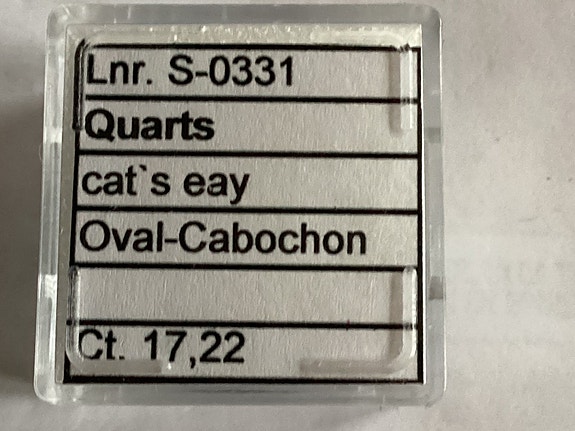 Lnr. S-0331
Quarts
cat`s eay
Oval-Cabochon
Ct. 17,22